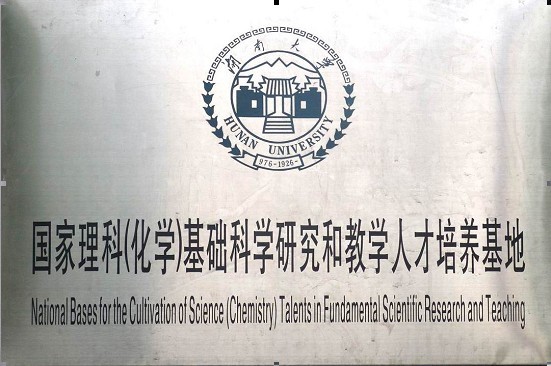 湖南大学
HUNAN UNIVERSITY
976-1926-
国家理科(化学)基础科学研究和教学人才培养基地
National Bases for the Cultivation of Science (Chemistry) Talents in Fundamental Scientific Research and Teaching